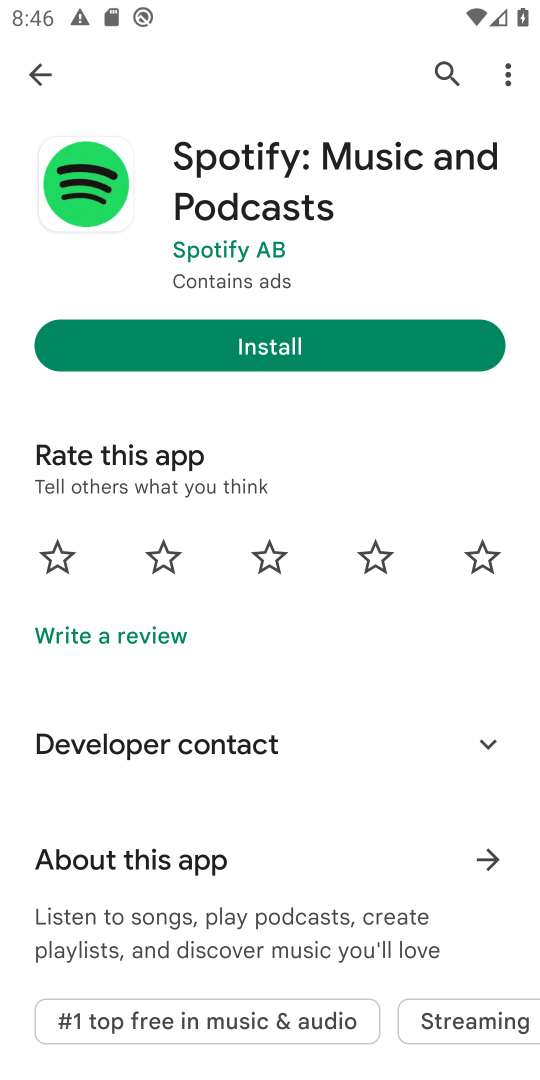 8:46
Spotify: Music and
Podcasts
Spotify AB
Contains ads
Install
Rate this app
Tell others what you think
Write a review
Developer contact
About this app
Listen to songs, play podcasts, create
playlists, and discover music you'll love
#1 top free in music & audio
Streaming